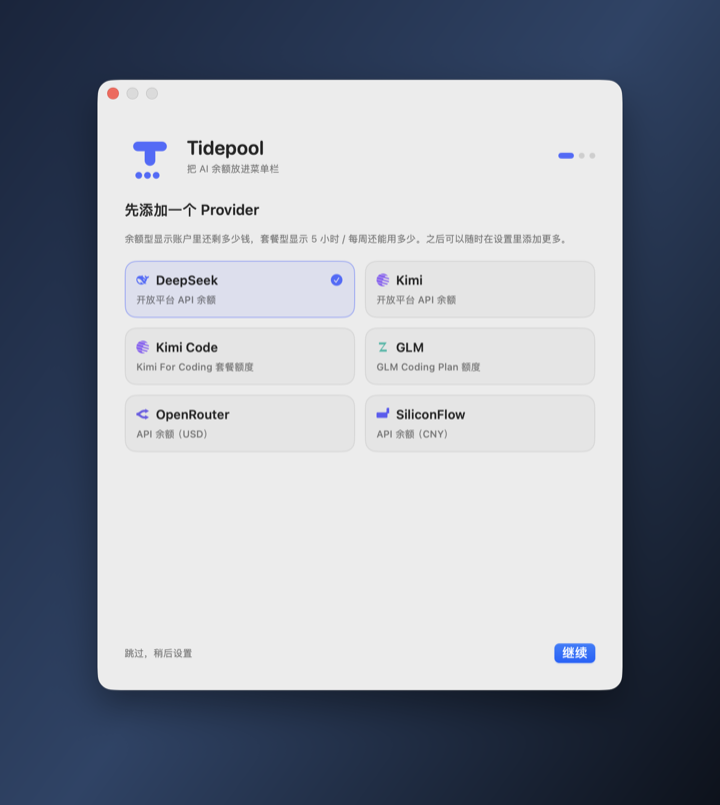 Tidepool
把 AI 余额放进菜单栏
先添加一个 Provider
余额型显示账户里还剩多少钱，套餐型显示 5 小时 / 每周还能用多少。之后可以随时在设置里添加更多。
DeepSeek
开放平台 API 余额
Kimi
开放平台 API 余额
Kimi Code
Kimi For Coding 套餐额度
GLM
GLM Coding Plan 额度
OpenRouter
API 余额（USD）
SiliconFlow
API 余额（CNY）
跳过，稍后设置
继续